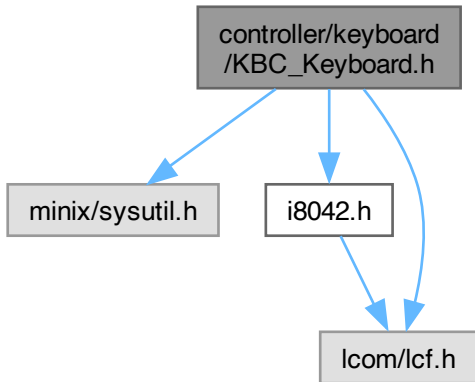 controller/keyboard
/KBC_Keyboard.h
minix/sysutil.h
i8042.h
lcom/lcf.h